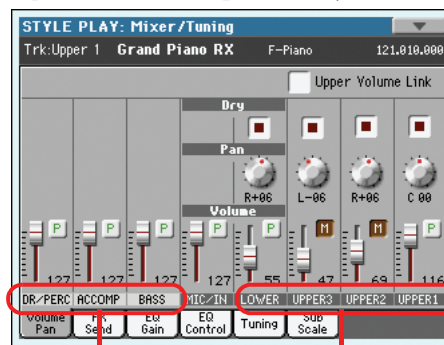 STYLE PLAY: Mixer/Tuning
Trk:Upper 1 Grand Piano RX F-Piano 121.010.000
Upper Volume Link
Dry
Pan
R+06 L-06 R+06 C 00
Volume
P P P P M M P
127 127 127 127 55 47 69 116
DR/PERC ACCOMP BASS MIC/IN LOWER UPPER3 UPPER2 UPPER1
Volume Pan FX Send EQ Gain EQ Control Tuning Sub Scale